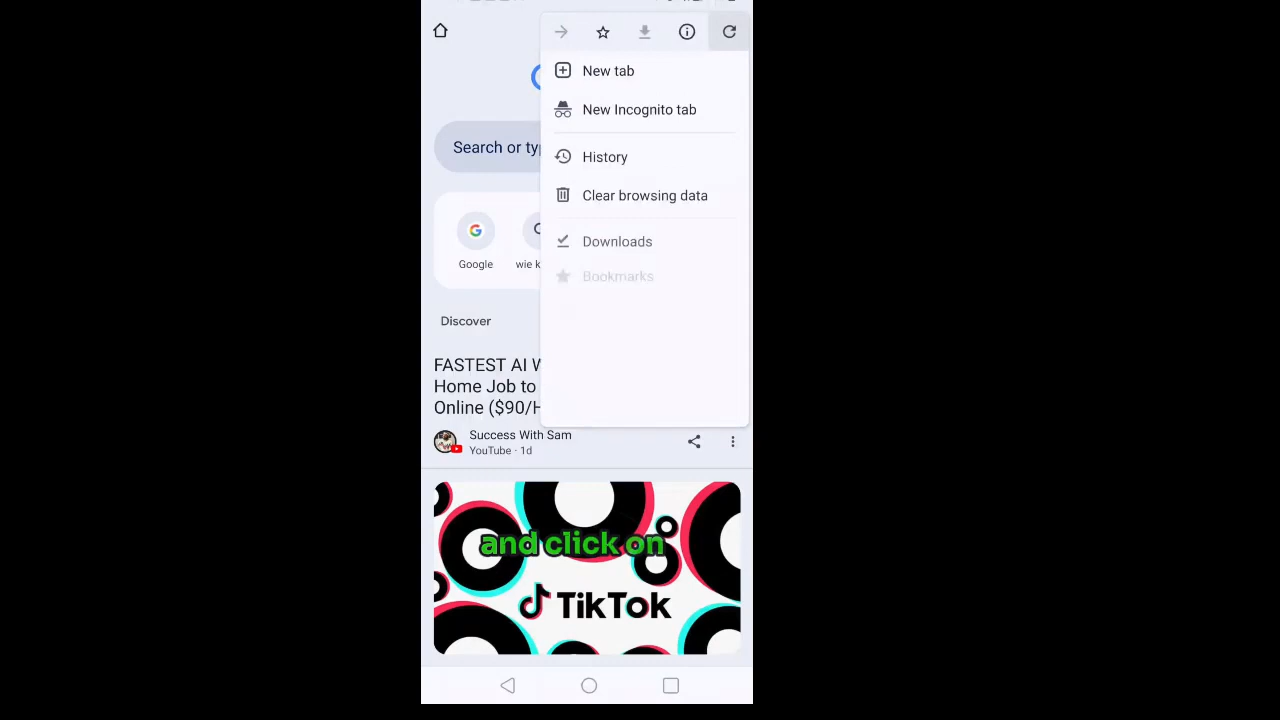 New tab
New Incognito tab
Search or ty
History
Clear browsing data
Google
wie k
Downloads
Bookmarks
Discover
FASTEST AI W
Home Job to
Online ($90/H
Success With Sam
YouTube · 1d
and click on
TikTok